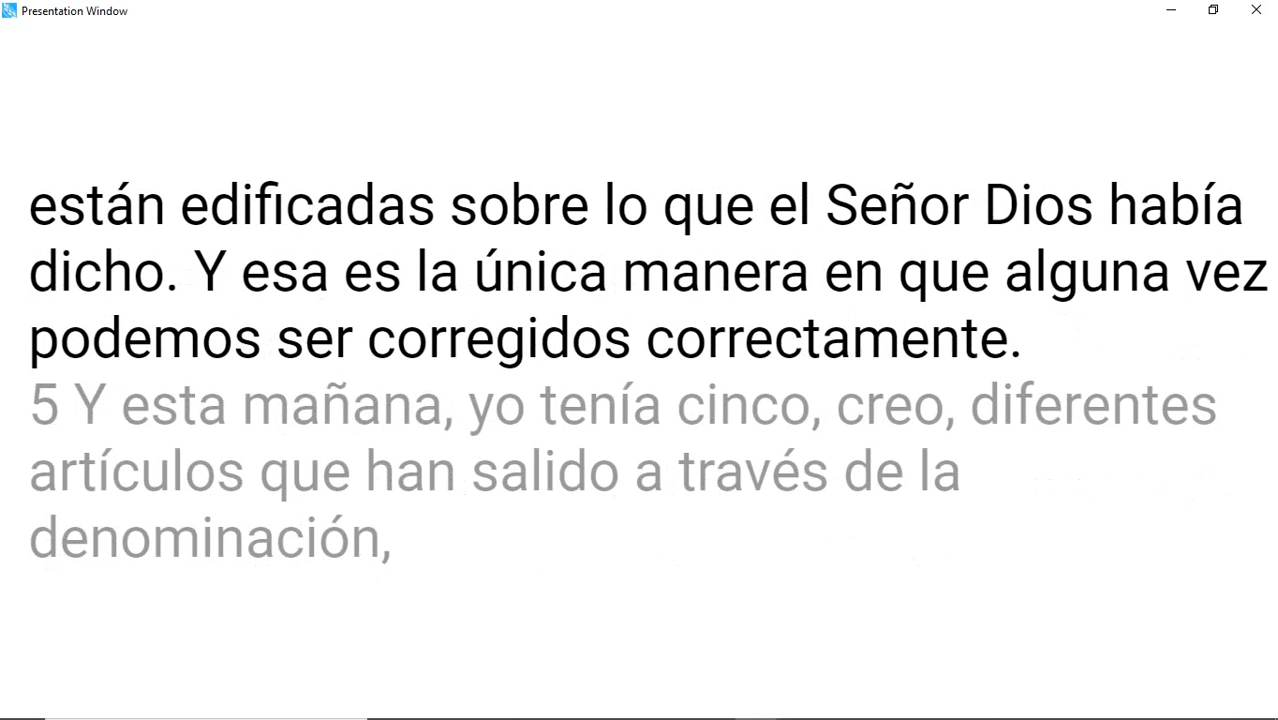 Presentation Window
están edificadas sobre lo que el Señor Dios había
dicho. Y esa es la única manera en que alguna vez
podemos ser corregidos correctamente.
5 Y esta mañana, yo tenía cinco, creo, diferentes
artículos que han salido a través de la
denominación,